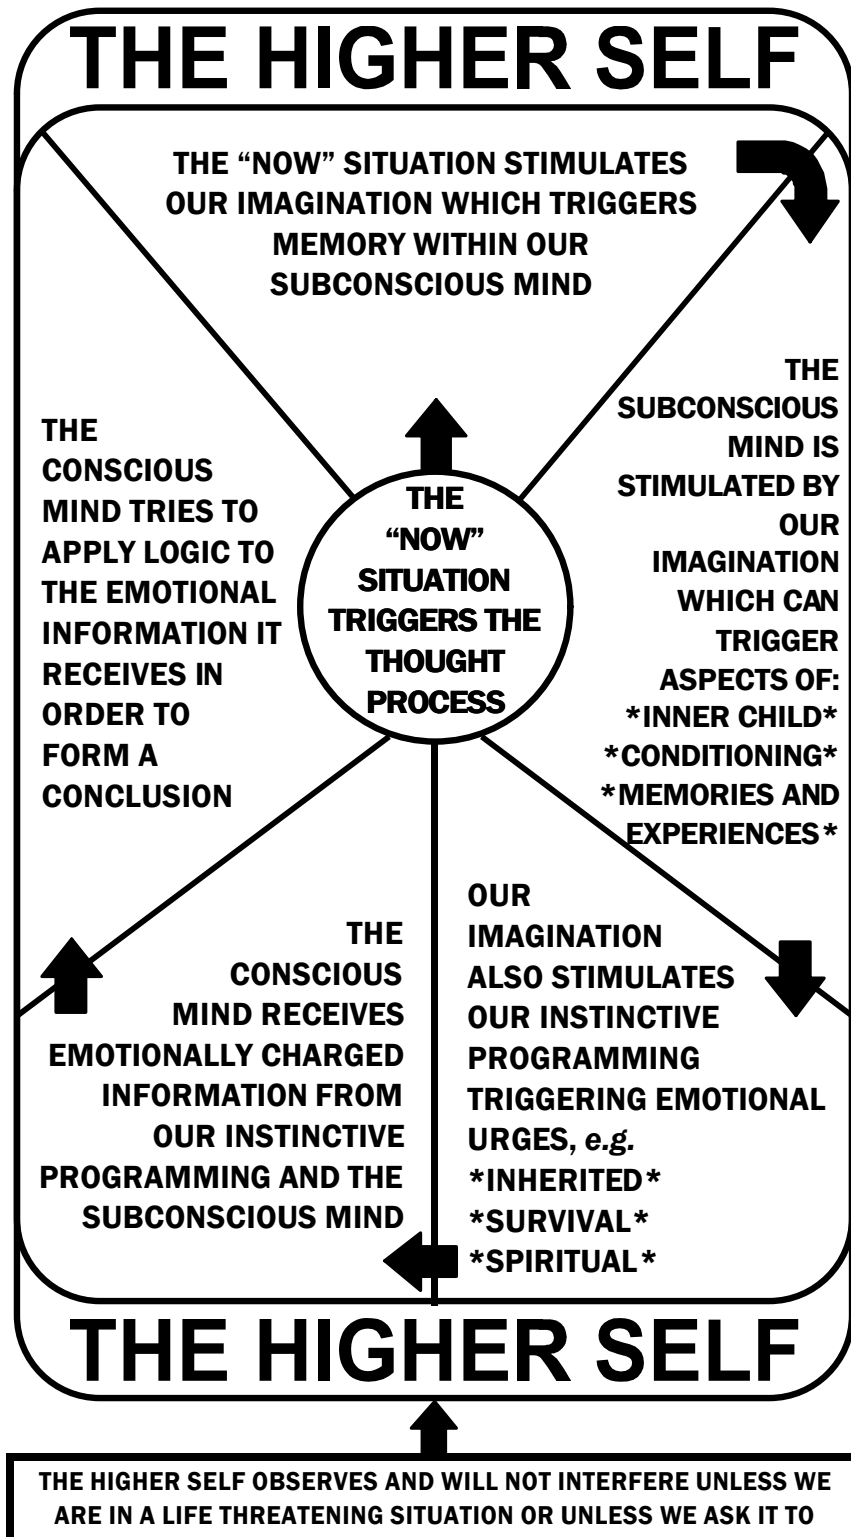 THE HIGHER SELF
THE “NOW” SITUATION STIMULATES
OUR IMAGINATION WHICH TRIGGERS
MEMORY WITHIN OUR
SUBCONSCIOUS MIND
THE
SUBCONSCIOUS
MIND IS
STIMULATED BY
OUR
IMAGINATION
WHICH CAN
TRIGGER
ASPECTS OF:
*INNER CHILD*
*CONDITIONING*
*MEMORIES AND
EXPERIENCES*
THE
“NOW”
SITUATION
TRIGGERS THE
THOUGHT
PROCESS
THE
CONSCIOUS
MIND TRIES TO
APPLY LOGIC TO
THE EMOTIONAL
INFORMATION IT
RECEIVES IN
ORDER TO
FORM A
CONCLUSION
OUR
IMAGINATION
ALSO STIMULATES
OUR INSTINCTIVE
PROGRAMMING
TRIGGERING EMOTIONAL
URGES, e.g.
*INHERITED*
*SURVIVAL*
*SPIRITUAL*
THE
CONSCIOUS
MIND RECEIVES
EMOTIONALLY CHARGED
INFORMATION FROM
OUR INSTINCTIVE
PROGRAMMING AND THE
SUBCONSCIOUS MIND
THE HIGHER SELF
THE HIGHER SELF OBSERVES AND WILL NOT INTERFERE UNLESS WE
ARE IN A LIFE THREATENING SITUATION OR UNLESS WE ASK IT TO